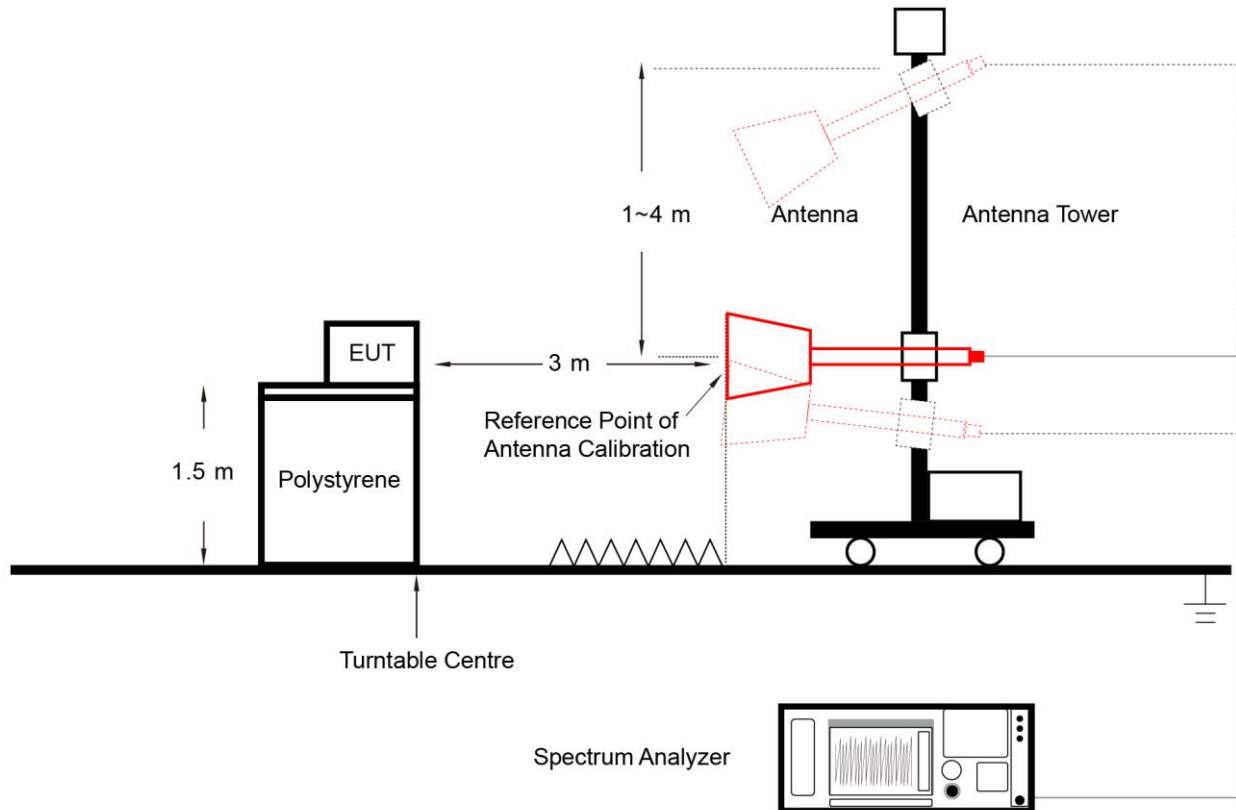 1~4 m
Antenna
Antenna Tower
EUT
3 m
Reference Point of
Antenna Calibration
1.5 m
Polystyrene
Turntable Centre
Spectrum Analyzer